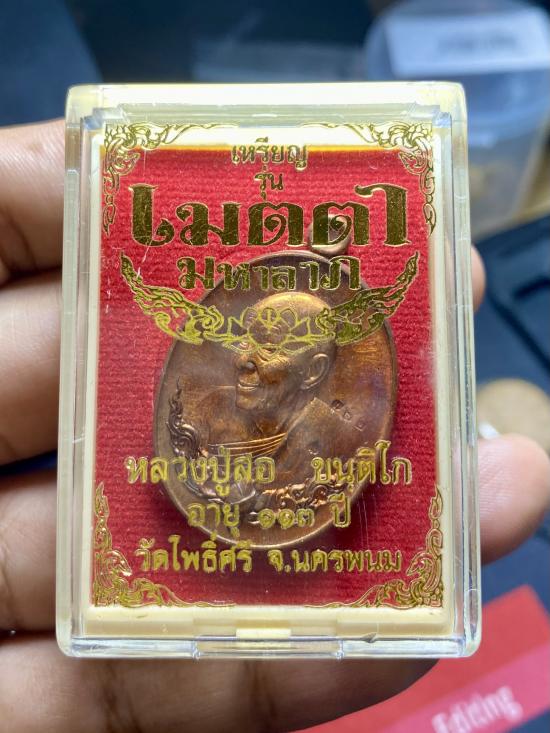 เหรียญ
รุ่น
เมตตา
มหาลาภ
หลวงปู่สอ ขนฺติโก
อายุ ๑๑๓ ปี
วัดโพธิ์ศรี จ.นครพนม
Editing